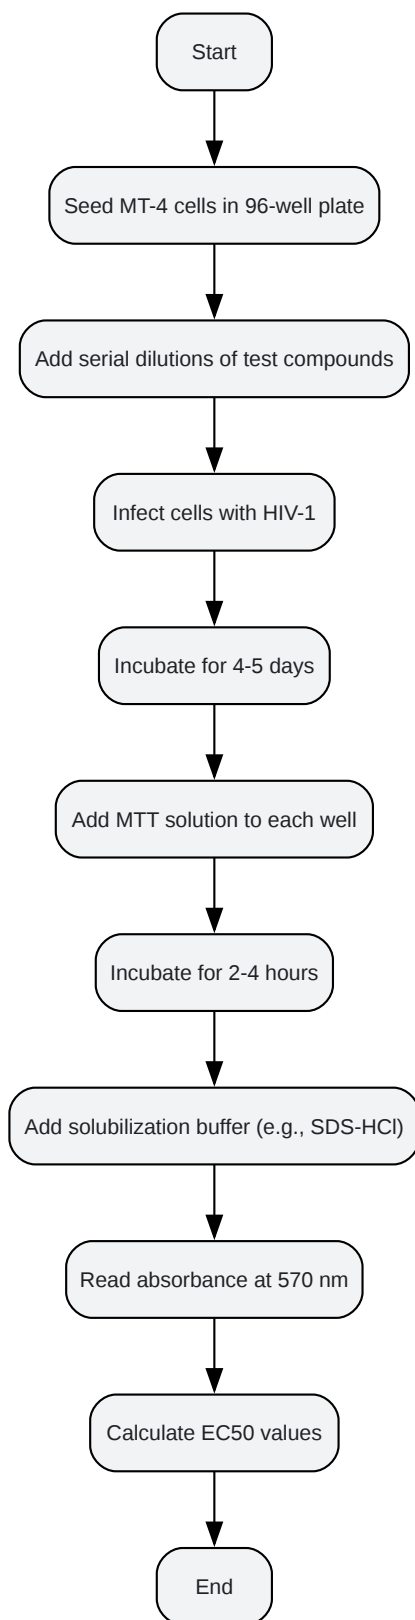 Start
Seed MT-4 cells in 96-well plate
Add serial dilutions of test compounds
Infect cells with HIV-1
Incubate for 4-5 days
Add MTT solution to each well
Incubate for 2-4 hours
Add solubilization buffer (e.g., SDS-HCl)
Read absorbance at 570 nm
Calculate EC50 values
End